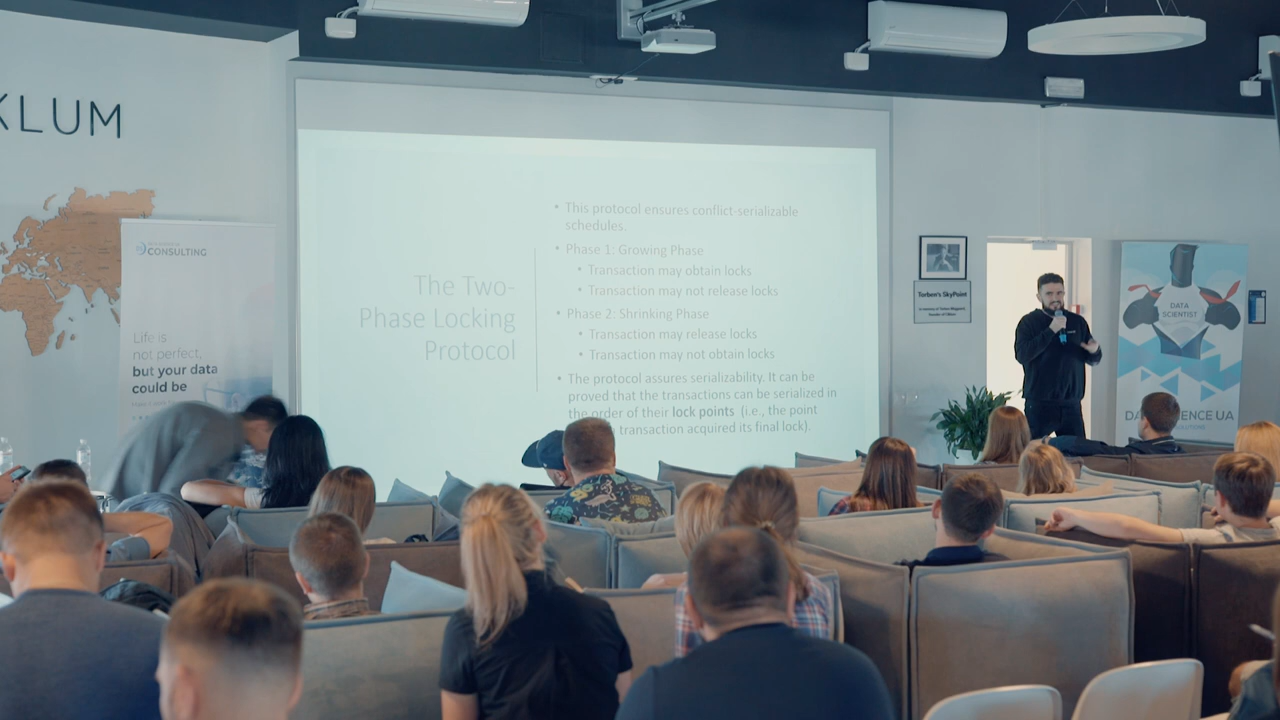 KLUM
CONSULTING
Life is
not perfect,
but your data
could be
The Two-
Phase Locking
Protocol
• This protocol ensures conflict-serializable
schedules.
• Phase 1: Growing Phase
• Transaction may obtain locks
• Transaction may not release locks
• Phase 2: Shrinking Phase
• Transaction may release locks
• Transaction may not obtain locks
• The protocol assures serializability. It can be
proved that the transactions can be serialized in
the order of their lock points (i.e., the point
transaction acquired its final lock).
Torben's SkyPoint
DATA
SCIENTIST
DA ENCE UA